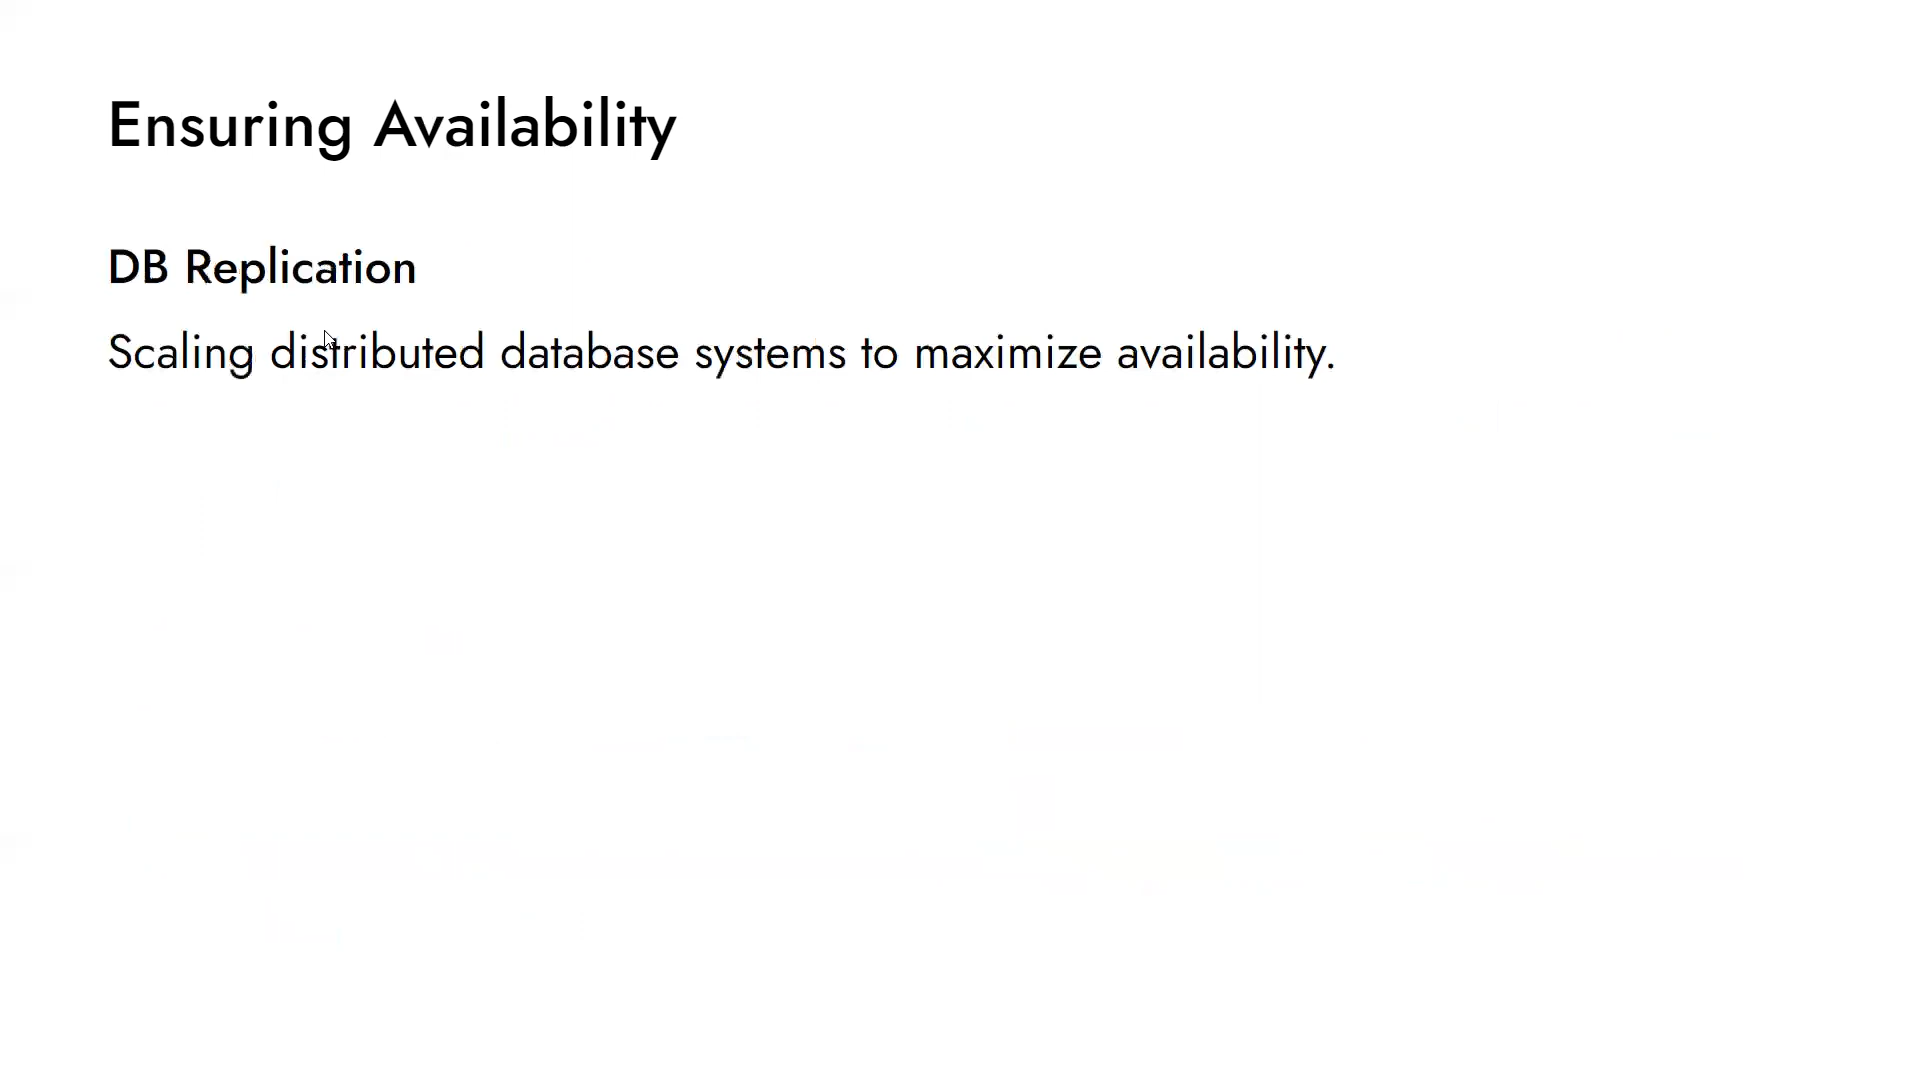 Ensuring Availability
DB Replication
Scaling distributed database systems to maximize availability.